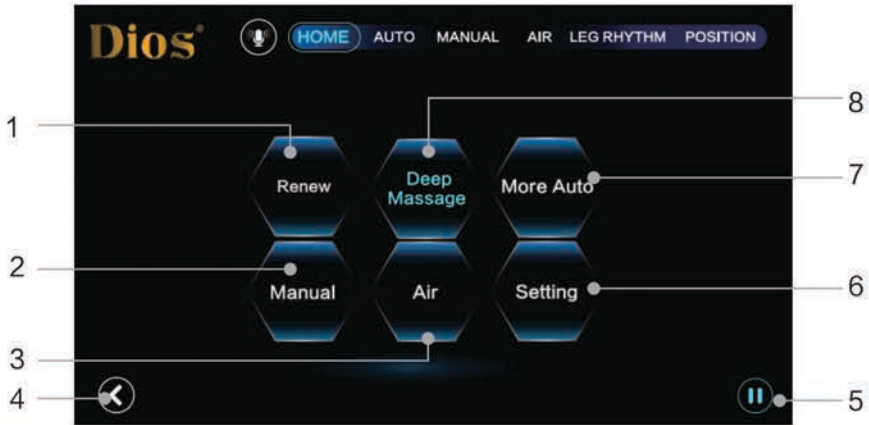 Dios®
HOME AUTO MANUAL AIR LEG RHYTHM POSITION
8
1
Renew
Deep
Massage
More Auto
7
2
Manual
Air
Setting
6
3
4
5